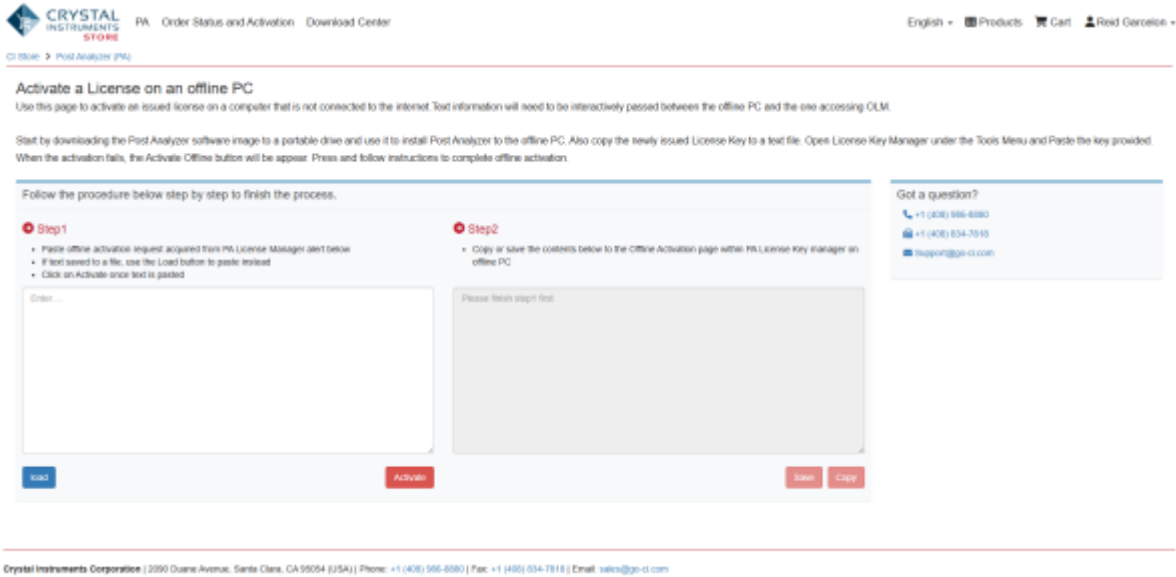 CRYSTAL
INSTRUMENTS
STORE
PA Order Status and Activation Download Center
English Products Cart Reid Garcelon
CI Store > Post Analyzer (PA)
Activate a License on an offline PC
Use this page to activate an issued license on a computer that is not connected to the internet.Text information will need to be interactively passed between the offline PC and the one accessing OLM.
Start by downloading the Post Analyzer software image to a portable drive and use it to install Post Analyzer to the offline PC. Also copy the newly issued License Key to a text file. Open License Key Manager under the Tools Menu and Paste the key provided.
When the activation fails, the Activate Offline button will be appear. Press and follow instructions to complete offline activation.
Follow the procedure below step by step to finish the process.
Step1
• Paste offline activation request acquired from PA License Manager alert below
• If text saved to a file, use the Load button to paste instead
• Click on Activate once text is pasted
Enter ...
load
Activate
Step2
• Copy or save the contents below to the Offline Activation page within PA License Key manager on
offline PC
Please finish step1 first
Save
Copy
Got a question?
+1 (408) 986-8880
+1 (408) 834-7818
Support@go-ci.com
Crystal Instruments Corporation | 2090 Duane Avenue, Santa Clara, CA 95054 (USA) | Phone: +1 (408) 986-8880 | Fax: +1 (408) 834-7818 | Email: sales@go-ci.com